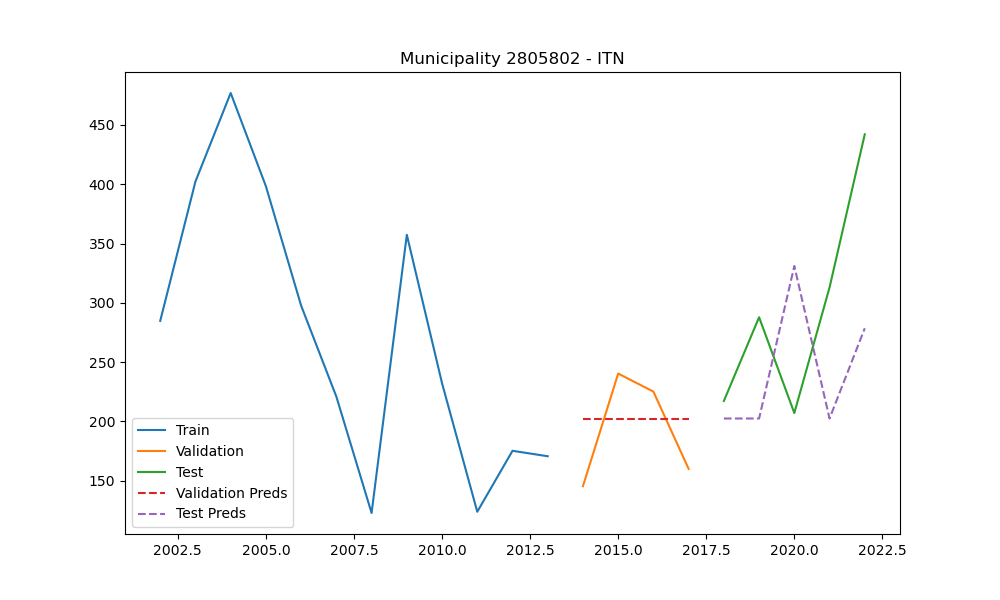 Municipality 2805802 - ITN
450
400
350
300
250
200
150
Train
Validation
Test
Validation Preds
Test Preds
2002.5 2005.0 2007.5 2010.0 2012.5 2015.0 2017.5 2020.0 2022.5